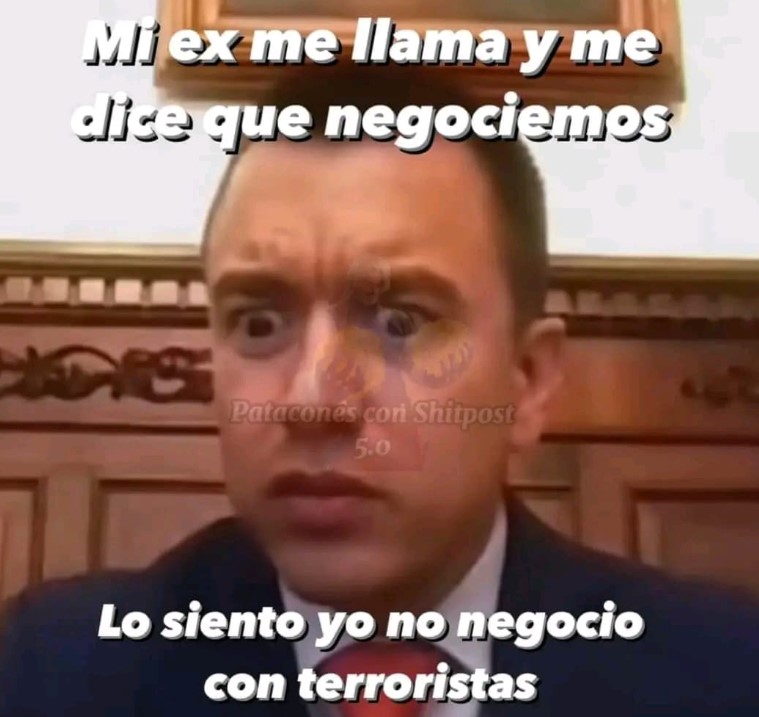 Mi ex me llama y me
dice que negociemos
Patacones con Shitpost
5.0
Lo siento yo no negocio
con terroristas